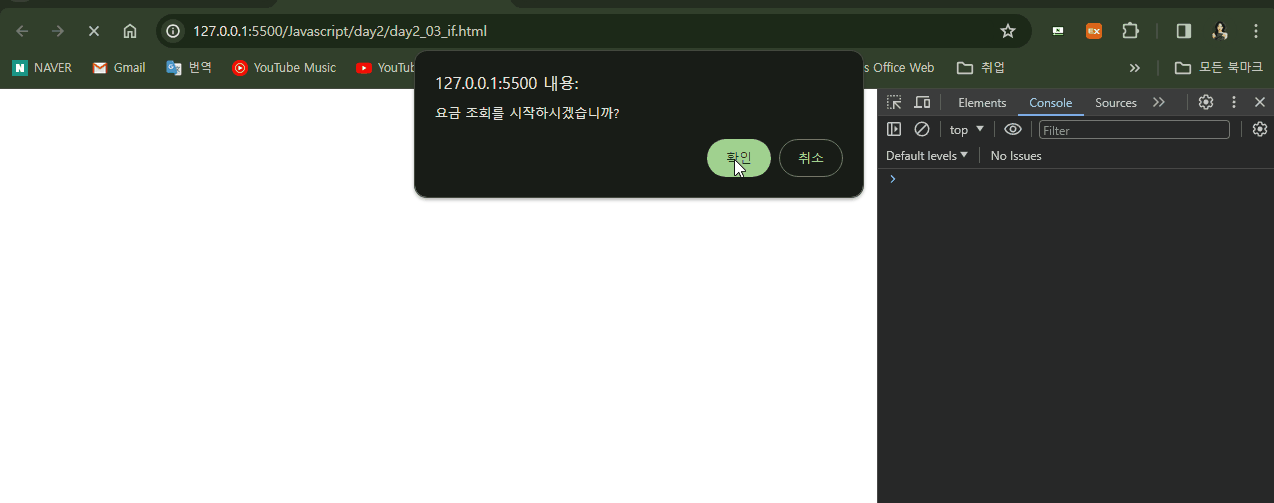 127.0.0.1:5500/Javascript/day2/day2_03_if.html
NAVER Gmail 번역 YouTube Music s Office Web 취업 모든 북마크
127.0.0.1:5500 내용:
요금 조회를 시작하시겠습니까?
확인 취소
Elements Console Sources
top Filter
Default levels No Issues